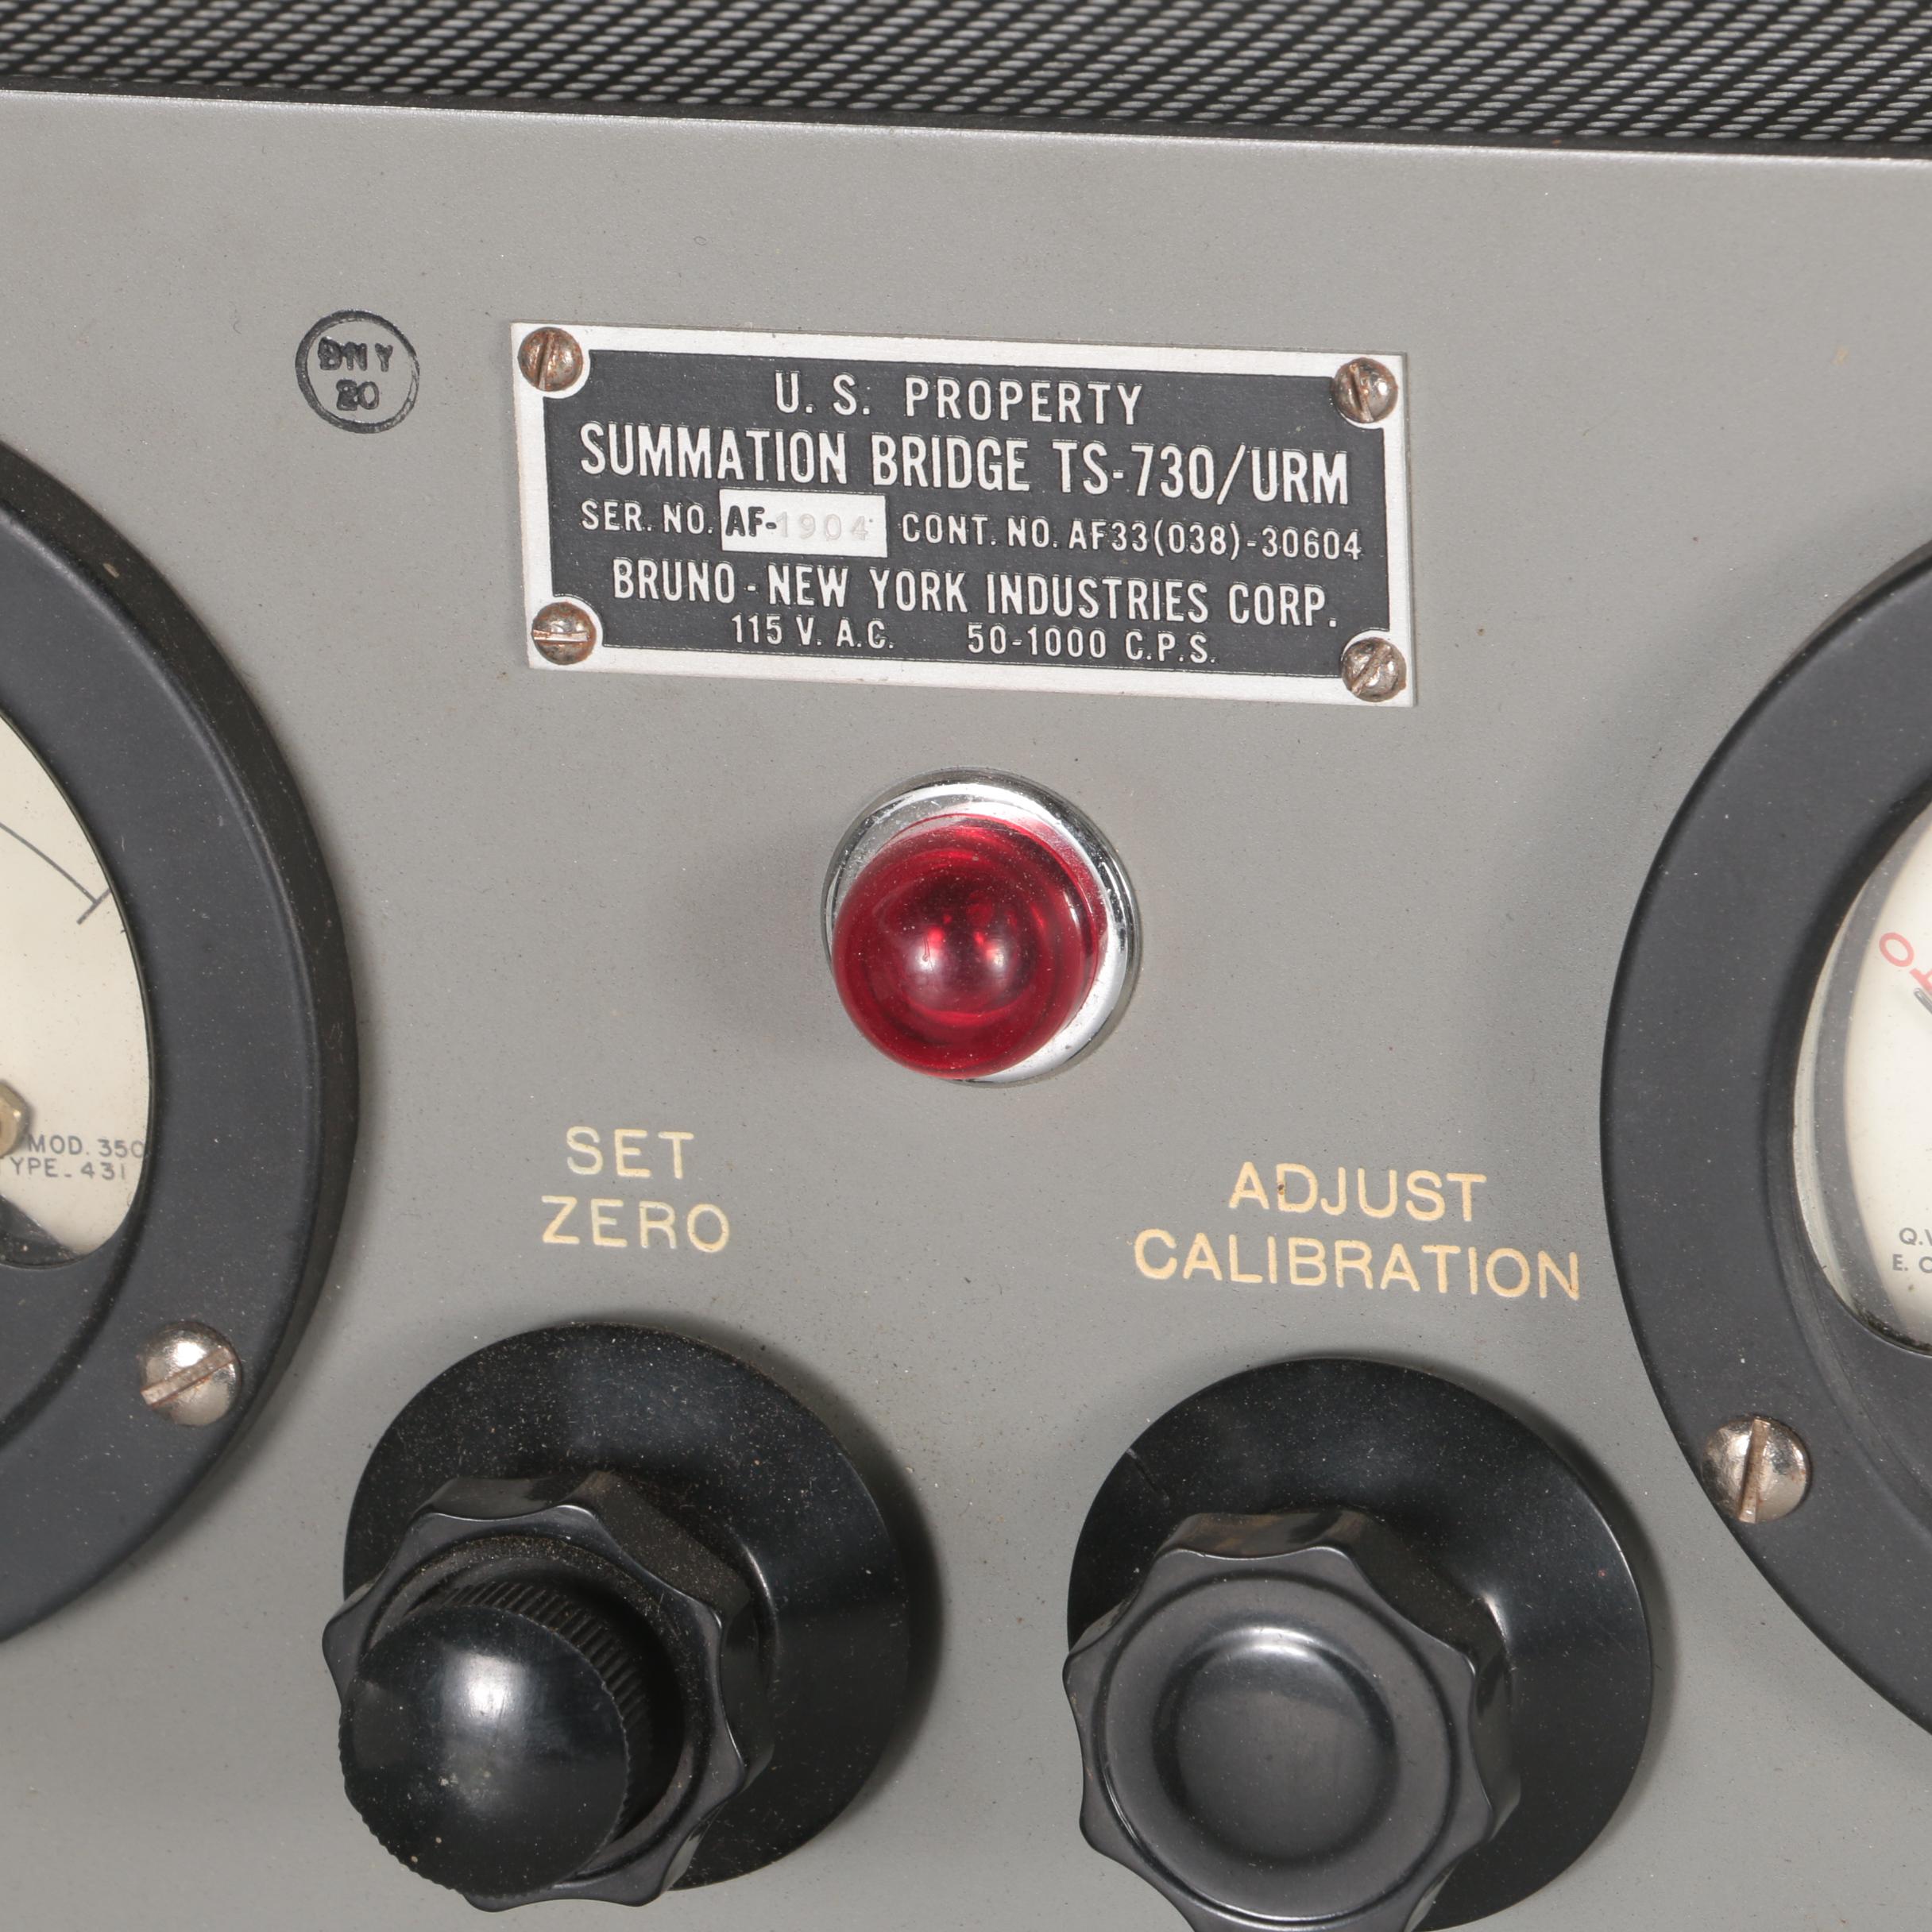 BNY
20
U. S. PROPERTY
SUMMATION BRIDGE TS-730/URM
SER. NO. AF-1904 CONT. NO. AF33(038)-30604
BRUNO - NEW YORK INDUSTRIES CORP.
115 V. A.C. 50-1000 C.P.S.
O
MOD. 350
YPE - 431
SET
ZERO
ADJUST
CALIBRATION
Q.
E.